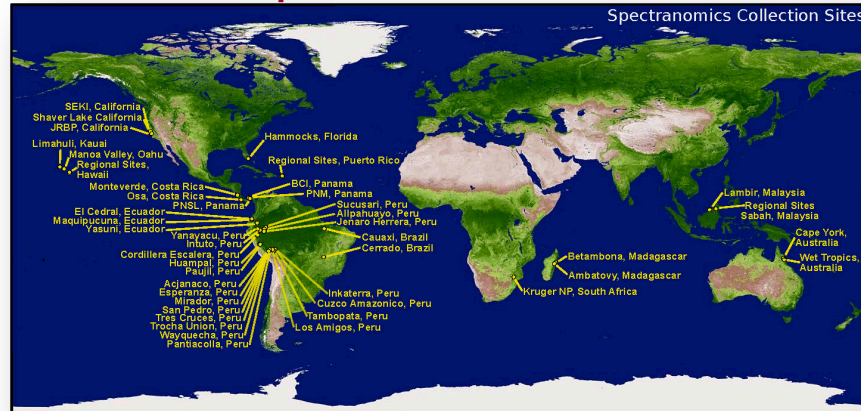 Spectranomics Collection Sites
SEKI, California
Shaver Lake California
JRBP, California
Limahuli, Kauai
Manoa Valley, Oahu
Regional Sites,
Hawaii
Hammocks, Florida
Regional Sites, Puerto Rico
Monteverde, Costa Rica
Osa, Costa Rica
PNSL, Panama
BCI, Panama
PNM, Panama
Sucusari, Peru
Allpahuayo, Peru
Jenaro Herrera, Peru
El Cedral, Ecuador
Maquipucuna, Ecuador
Yasuni, Ecuador
Yanayacu, Peru
Intuto, Peru
Cordillera Escalera, Peru
Huampal, Peru
Paujil, Peru
Cauaxi, Brazil
Cerrado, Brazil
Acjanaco, Peru
Esperanza, Peru
Mirador, Peru
San Pedro, Peru
Tres Cruces, Peru
Trocha Union, Peru
Wayquecha, Peru
Pantiacolla, Peru
Inkaterra, Peru
Cuzco Amazonico, Peru
Tambopata, Peru
Los Amigos, Peru
Betambona, Madagascar
Ambatovy, Madagascar
Kruger NP, South Africa
Lambir, Malaysia
Regional Sites
Sabah, Malaysia
Cape York,
Australia
Wet Tropics,
Australia